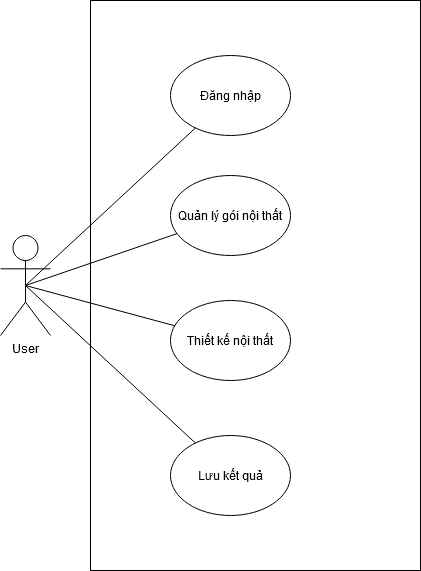 Đăng nhập
Quản lý gói nội thất
Thiết kế nội thất
User
Lưu kết quả